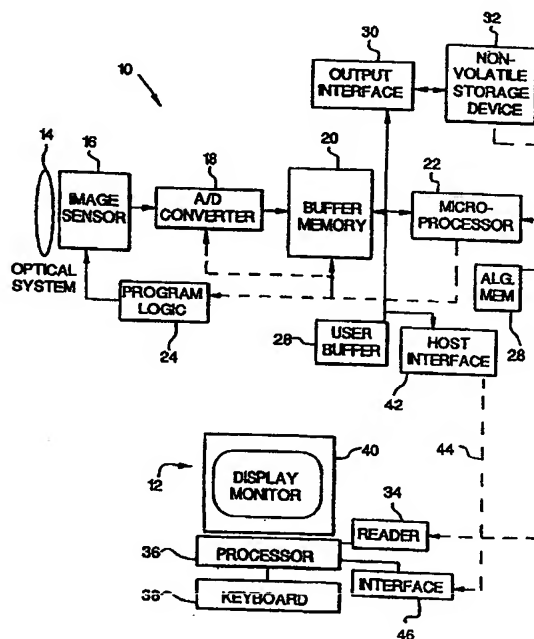 32
30
NON-
VOLATILE
STORAGE
DEVICE
OUTPUT
INTERFACE
10
14
16
18
20
22
IMAGE
SENSOR
A/D
CONVERTER
BUFFER
MEMORY
MICRO-
PROCESSOR
OPTICAL
SYSTEM
PROGRAM
LOGIC
24
ALG.
MEM
28
28
USER
BUFFER
HOST
INTERFACE
42
44
12
40
DISPLAY
MONITOR
34
READER
36
PROCESSOR
38
KEYBOARD
INTERFACE
46